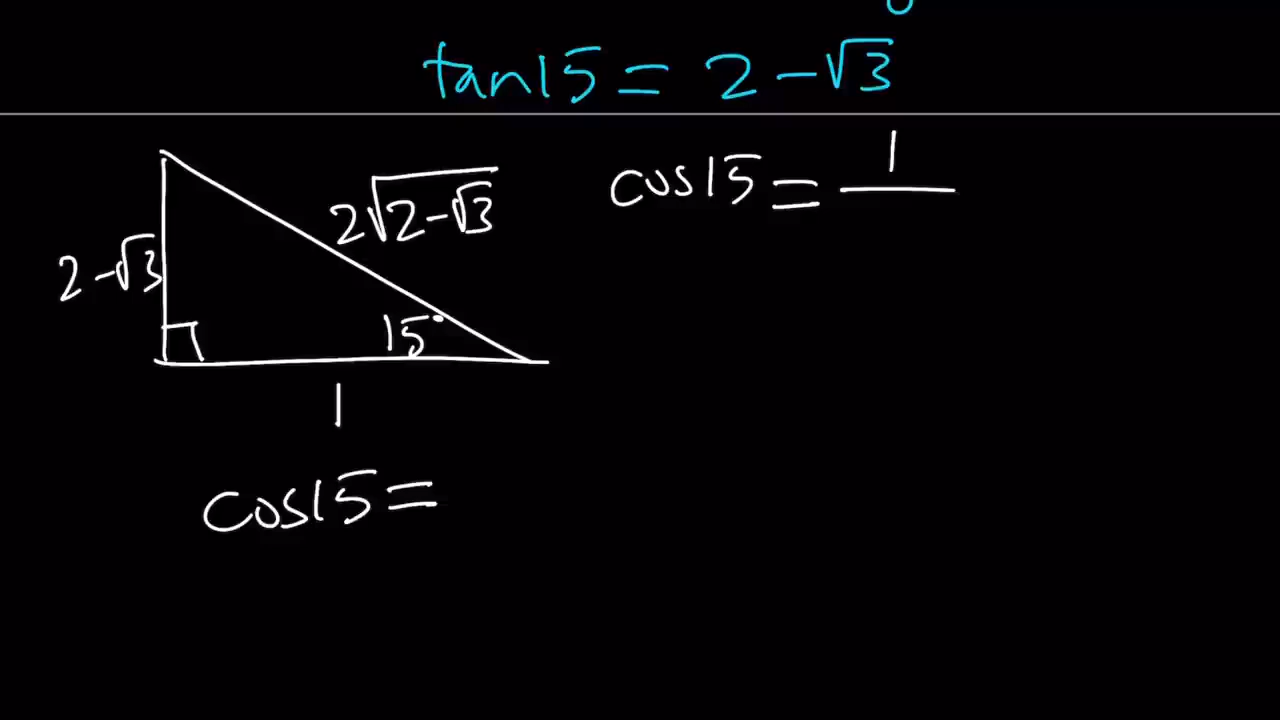 tan15 = 2 - √3
cos15 = 1
2√(2-√3)
2-√3
15°
1
cos15 =